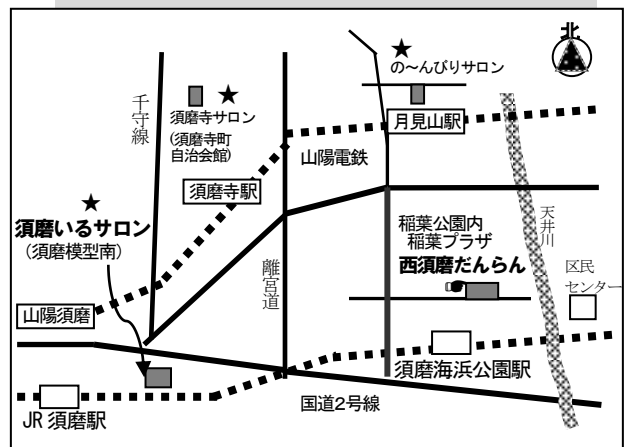 北
の～んびりサロン
千守線
須磨寺サロン
(須磨寺町
自治会館)
月見山駅
山陽電鉄
須磨寺駅
須磨いるサロン
(須磨模型南)
稲葉公園内
稲葉プラザ
西須磨だんらん
天井川
区民
センター
離宮道
山陽須磨
須磨海浜公園駅
国道2号線
JR 須磨駅